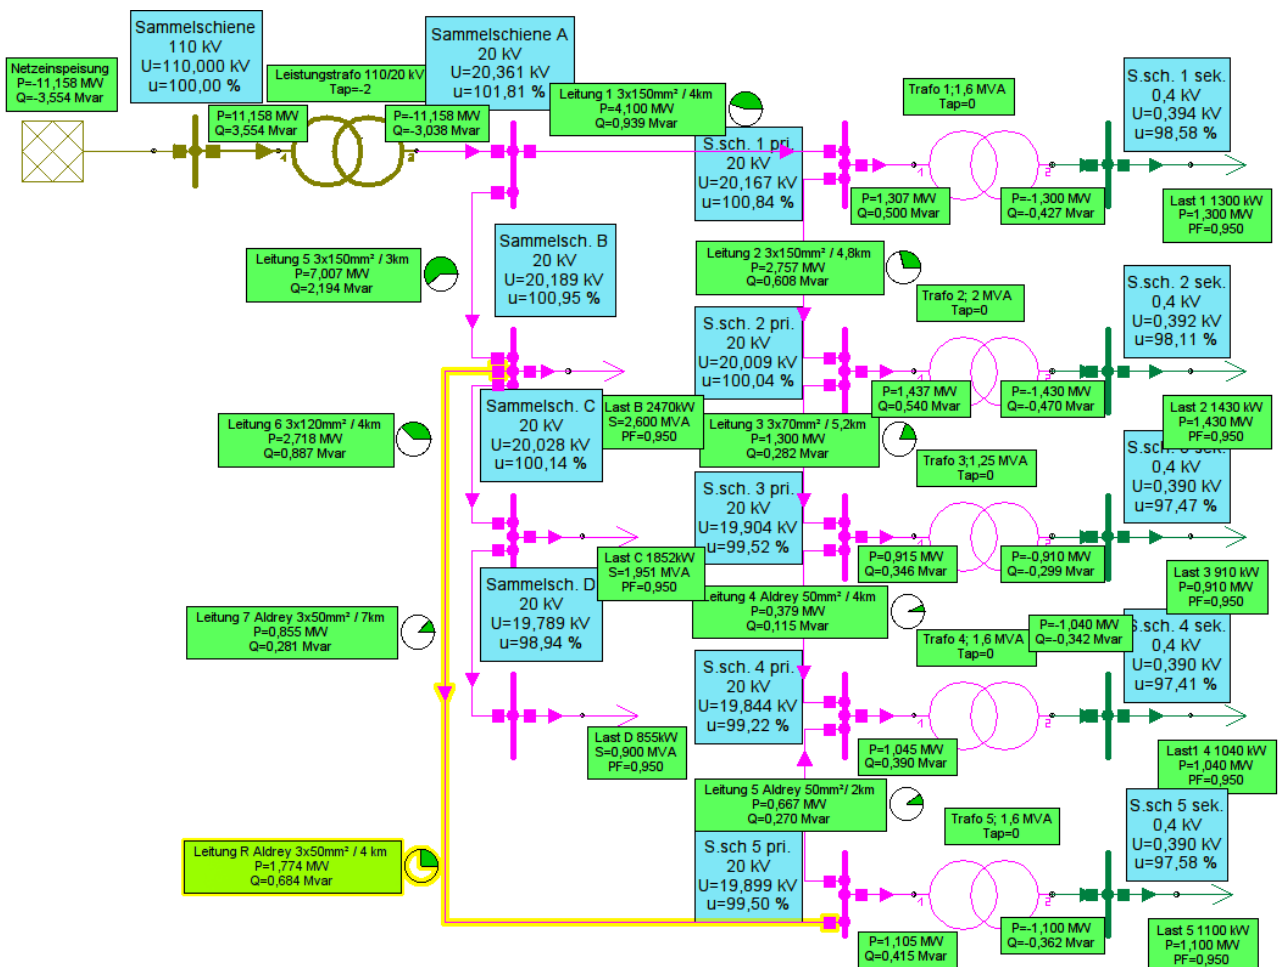 Sammelschiene
110 kV
U=110,000 kV
u=100,00 %
Sammelschiene A
20 kV
U=20,361 kV
u=101,81 %
Netzeinspeisung
P=-11,158 MW
Q=-3,554 Mvar
Leistungstrafo 110/20 kV
Tap=-2
P=11,158 MW
Q=3,554 Mvar
P=-11,158 MW
Q=-3,038 Mvar
1
2
Leitung 1 3x150mm² / 4km
P=4,100 MW
Q=0,939 Mvar
S.sch. 1 pri.
20 kV
U=20,167 kV
u=100,84 %
Trafo 1;1,6 MVA
Tap=0
1
2
P=1,307 MW
Q=0,500 Mvar
P=-1,300 MW
Q=-0,427 Mvar
S.sch. 1 sek.
0,4 kV
U=0,394 kV
u=98,58 %
Last 1 1300 kW
P=1,300 MW
PF=0,950
Leitung 5 3x150mm² / 3km
P=7,007 MW
Q=2,194 Mvar
Sammelsch. B
20 kV
U=20,189 kV
u=100,95 %
Leitung 2 3x150mm² / 4,8km
P=2,757 MW
Q=0,608 Mvar
Trafo 2; 2 MVA
Tap=0
S.sch. 2 sek.
0,4 kV
U=0,392 kV
u=98,11 %
S.sch. 2 pri.
20 kV
U=20,009 kV
u=100,04 %
1
2
P=1,437 MW
Q=0,540 Mvar
P=-1,430 MW
Q=-0,470 Mvar
Last 2 1430 kW
P=1,430 MW
PF=0,950
Last B 2470kW
S=2,600 MVA
PF=0,950
Leitung 6 3x120mm² / 4km
P=2,718 MW
Q=0,887 Mvar
Sammelsch. C
20 kV
U=20,028 kV
u=100,14 %
Leitung 3 3x70mm² / 5,2km
P=1,300 MW
Q=0,282 Mvar
Trafo 3;1,25 MVA
Tap=0
0,4 kV
U=0,390 kV
u=97,47 %
S.sch. 3 pri.
20 kV
U=19,904 kV
u=99,52 %
1
2
P=0,915 MW
Q=0,346 Mvar
P=-0,910 MW
Q=-0,299 Mvar
Last 3 910 kW
P=0,910 MW
PF=0,950
Last C 1852kW
S=1,951 MVA
PF=0,950
Sammelsch. D
20 kV
U=19,789 kV
u=98,94 %
Leitung 7 Aldrey 3x50mm² / 7km
P=0,855 MW
Q=0,281 Mvar
Leitung 4 Aldrey 50mm² / 4km
P=0,379 MW
Q=0,115 Mvar
Trafo 4; 1,6 MVA
Tap=0
P=-1,040 MW
Q=-0,342 Mvar
S.sch. 4 sek.
0,4 kV
U=0,390 kV
u=97,41 %
S.sch. 4 pri.
20 kV
U=19,844 kV
u=99,22 %
1
2
P=1,045 MW
Q=0,390 Mvar
Last1 4 1040 kW
P=1,040 MW
PF=0,950
Last D 855kW
S=0,900 MVA
PF=0,950
Leitung 5 Aldrey 50mm²/ 2km
P=0,667 MW
Q=0,270 Mvar
Trafo 5; 1,6 MVA
Tap=0
S.sch 5 sek.
0,4 kV
U=0,390 kV
u=97,58 %
Leitung R Aldrey 3x50mm² / 4 km
P=1,774 MW
Q=0,684 Mvar
S.sch 5 pri.
20 kV
U=19,899 kV
u=99,50 %
1
2
P=1,105 MW
Q=0,415 Mvar
P=-1,100 MW
Q=-0,362 Mvar
Last 5 1100 kW
P=1,100 MW
PF=0,950